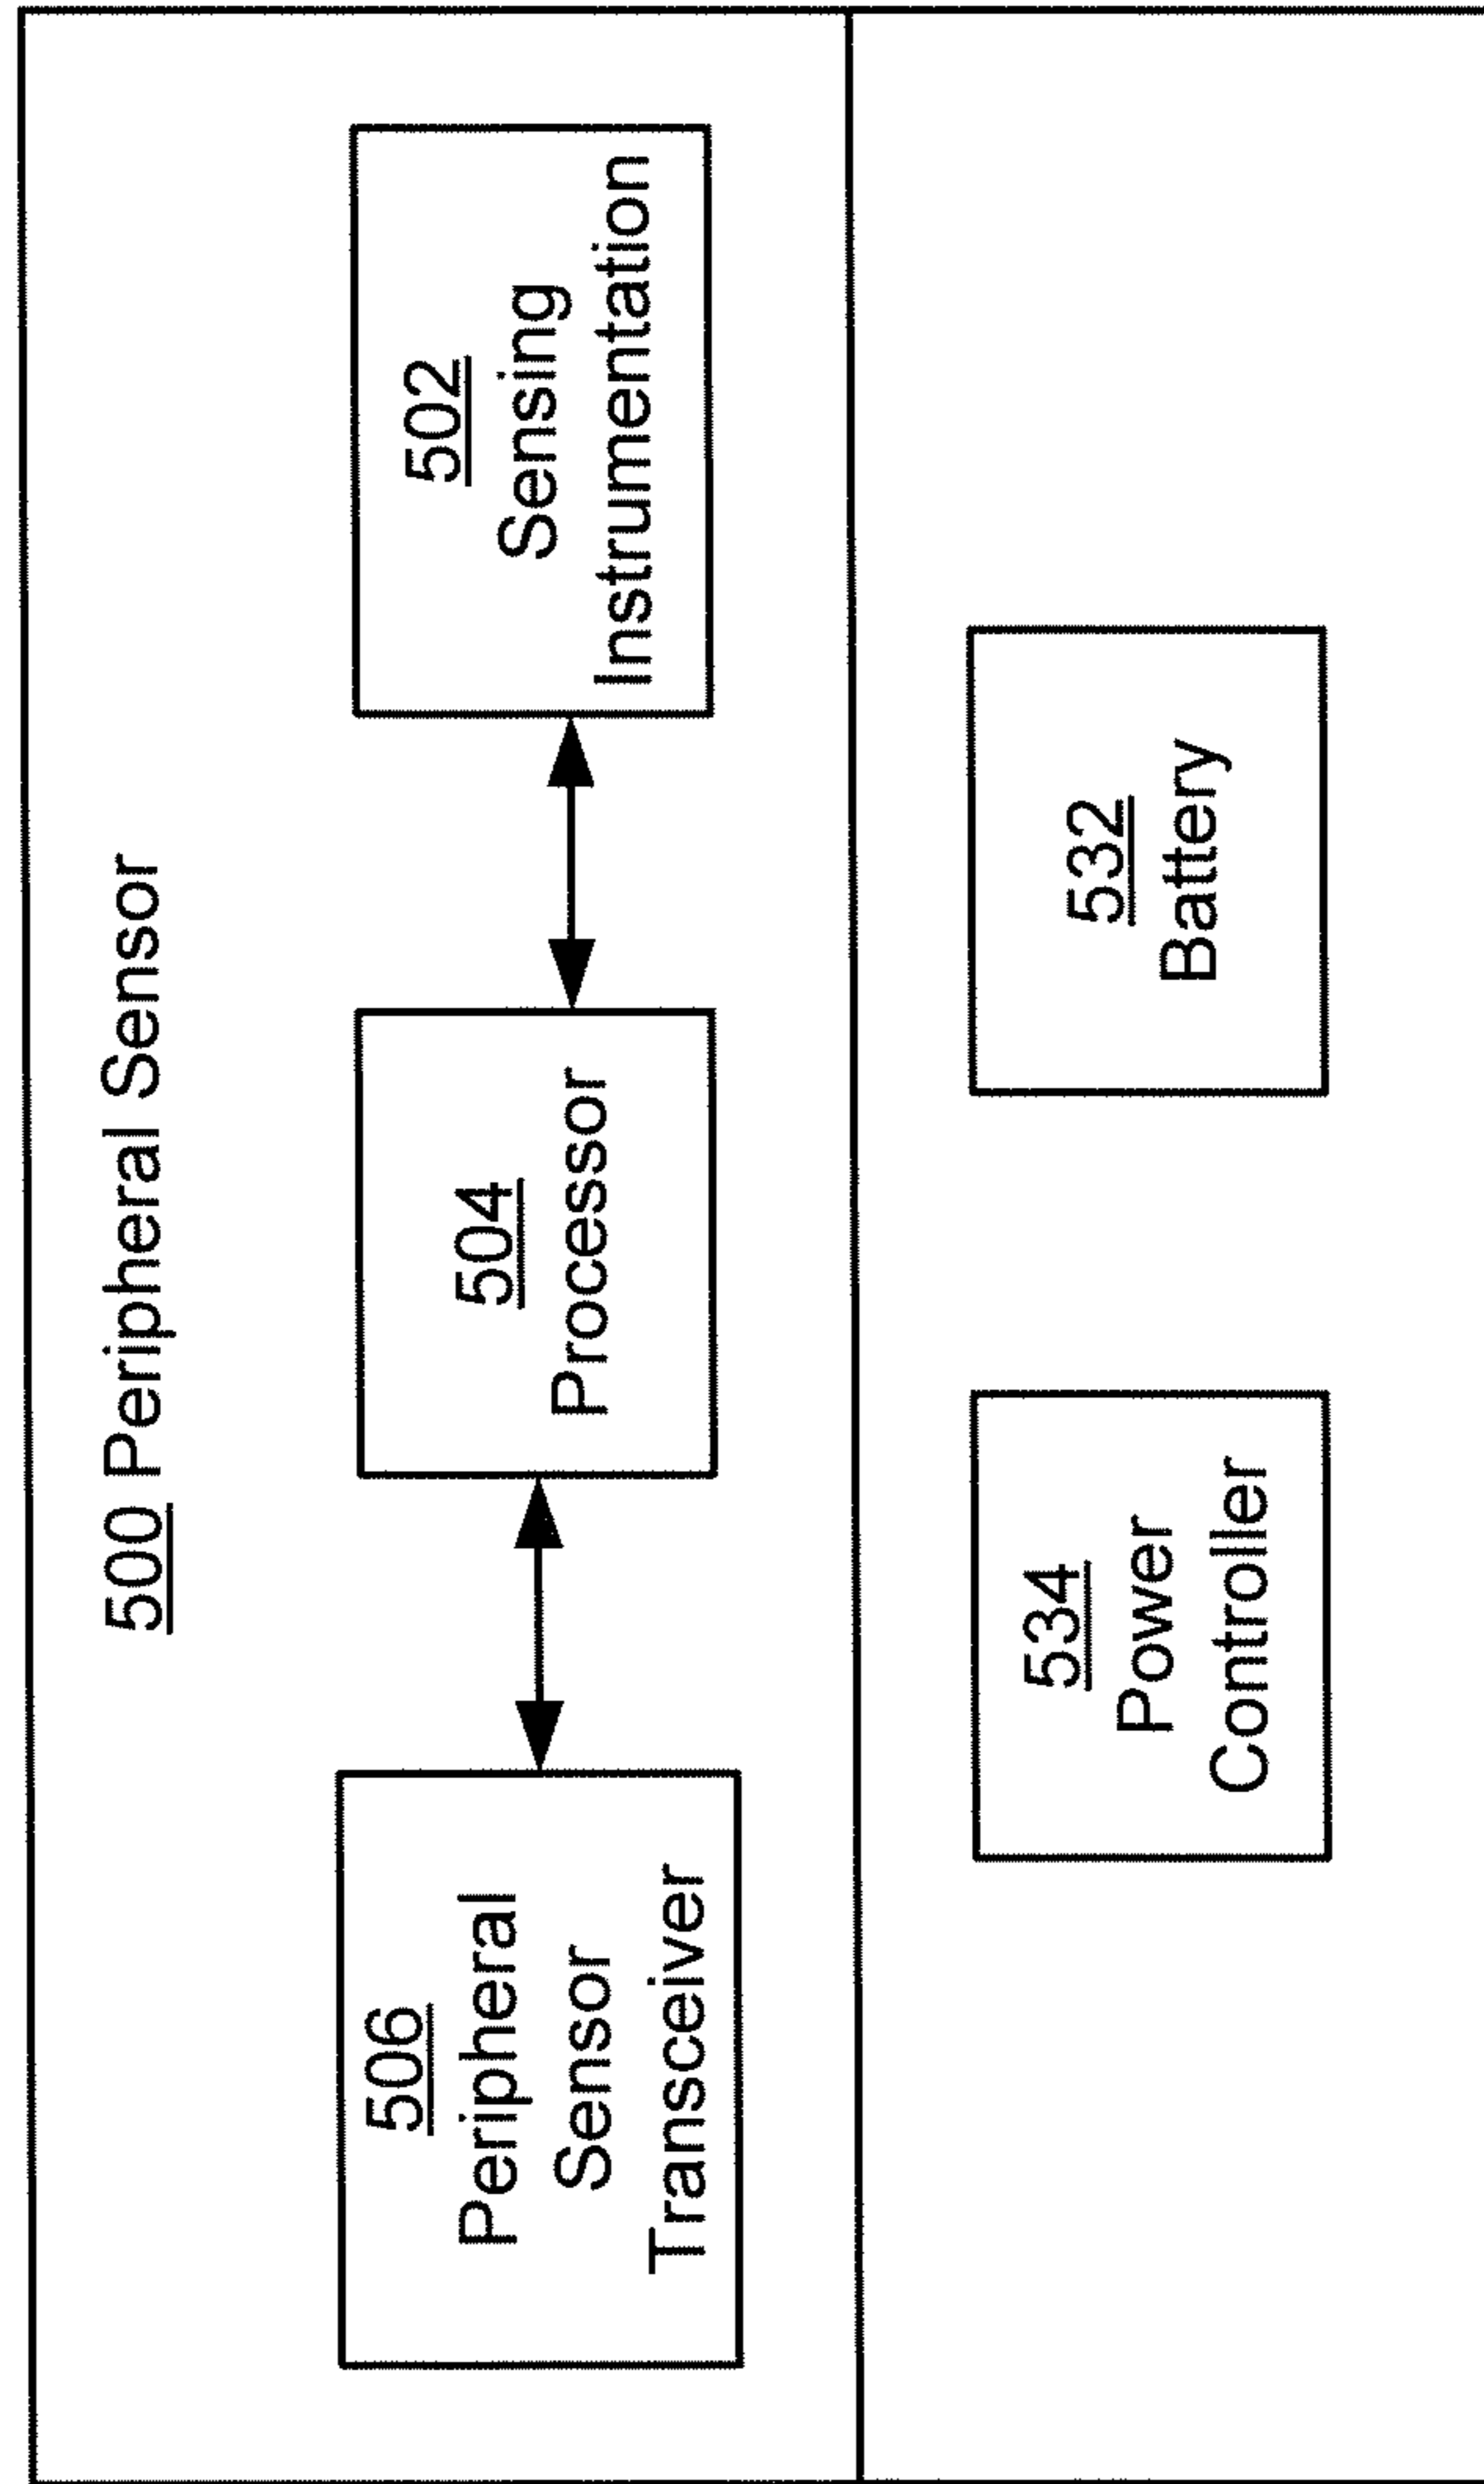 500 Peripheral Sensor
506
Peripheral
Sensor
Transceiver
504
Processor
502
Sensing
Instrumentation
534
Power
Controller
532
Battery